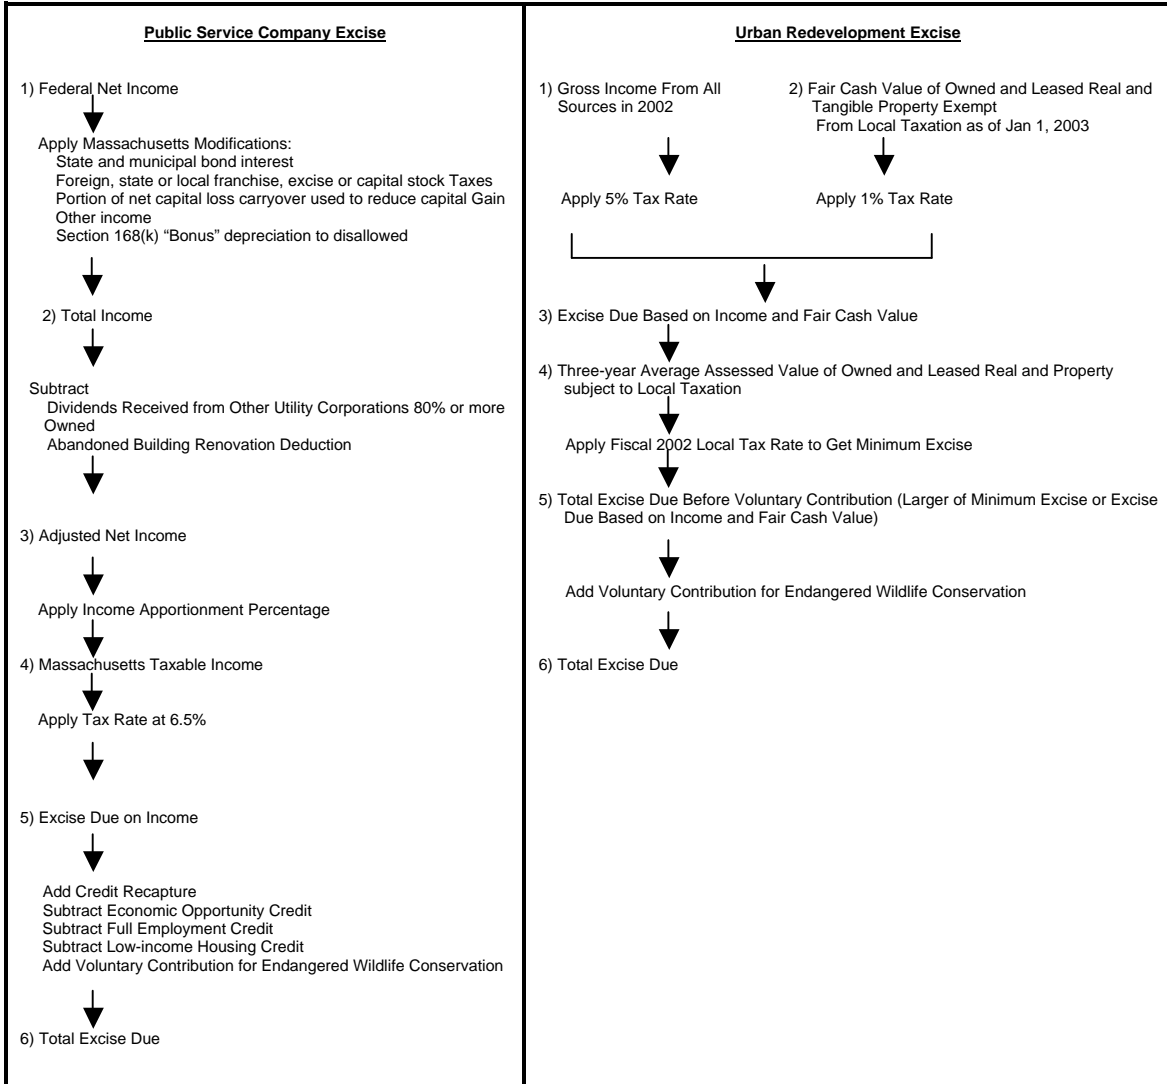 Public Service Company Excise
1) Federal Net Income
Apply Massachusetts Modifications:
State and municipal bond interest
Foreign, state or local franchise, excise or capital stock Taxes
Portion of net capital loss carryover used to reduce capital Gain
Other income
Section 168(k) “Bonus” depreciation to disallowed
2) Total Income
Subtract
Dividends Received from Other Utility Corporations 80% or more
Owned
Abandoned Building Renovation Deduction
3) Adjusted Net Income
Apply Income Apportionment Percentage
4) Massachusetts Taxable Income
Apply Tax Rate at 6.5%
5) Excise Due on Income
Add Credit Recapture
Subtract Economic Opportunity Credit
Subtract Full Employment Credit
Subtract Low-income Housing Credit
Add Voluntary Contribution for Endangered Wildlife Conservation
6) Total Excise Due
Urban Redevelopment Excise
1) Gross Income From All
Sources in 2002
2) Fair Cash Value of Owned and Leased Real and
Tangible Property Exempt
From Local Taxation as of Jan 1, 2003
Apply 5% Tax Rate
Apply 1% Tax Rate
3) Excise Due Based on Income and Fair Cash Value
4) Three-year Average Assessed Value of Owned and Leased Real and Property
subject to Local Taxation
Apply Fiscal 2002 Local Tax Rate to Get Minimum Excise
5) Total Excise Due Before Voluntary Contribution (Larger of Minimum Excise or Excise
Due Based on Income and Fair Cash Value)
Add Voluntary Contribution for Endangered Wildlife Conservation
6) Total Excise Due